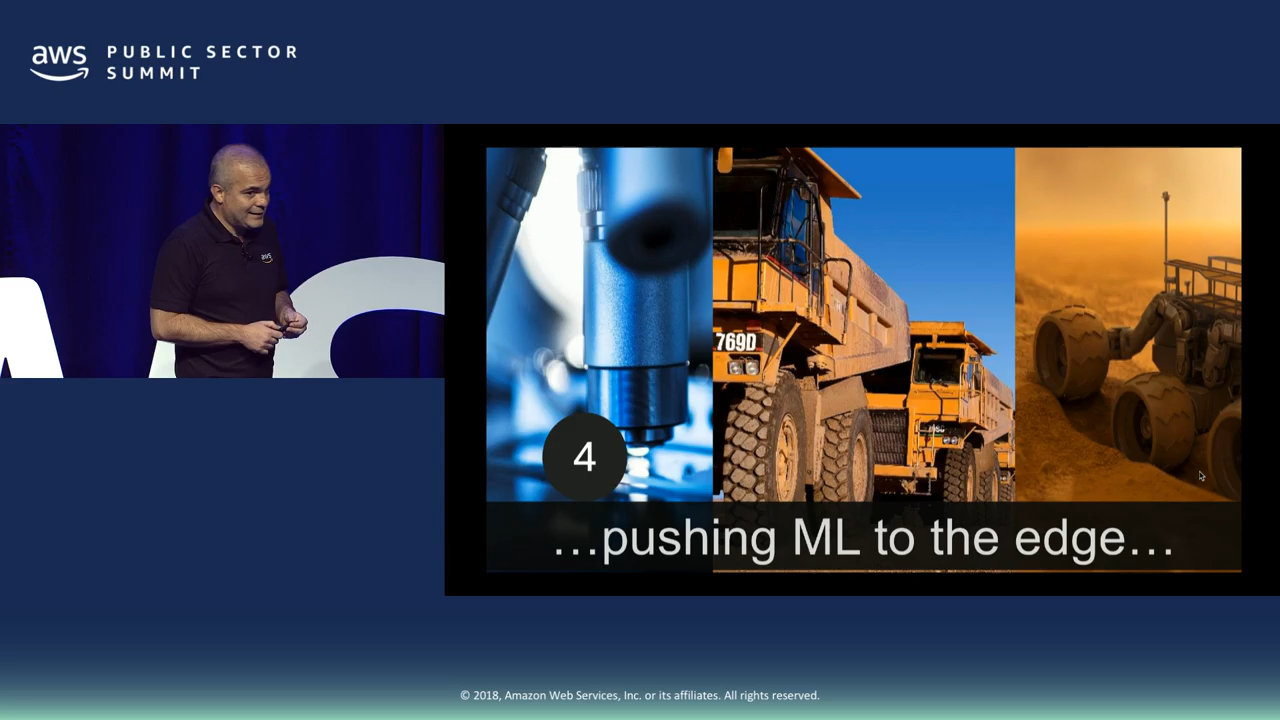 aws
PUBLIC SECTOR
SUMMIT
aws
769D
4
...pushing ML to the edge...
© 2018, Amazon Web Services, Inc. or its affiliates. All rights reserved.